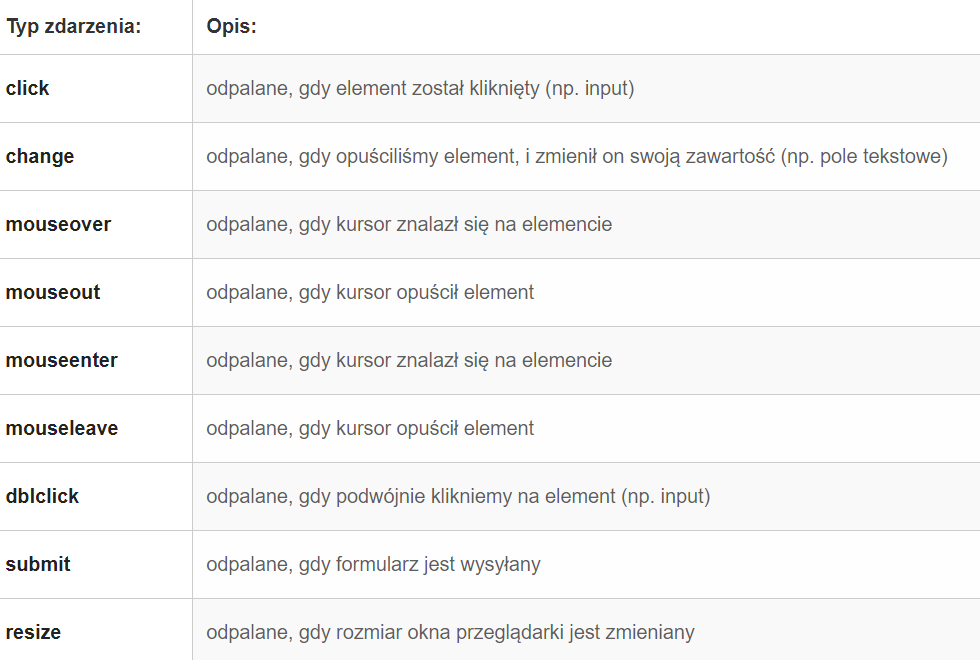 Typ zdarzenia: Opis:
click odpalane, gdy element został kliknięty (np. input)
change odpalane, gdy opuściliśmy element, i zmienił on swoją zawartość (np. pole tekstowe)
mouseover odpalane, gdy kursor znalazł się na elemencie
mouseout odpalane, gdy kursor opuścił element
mouseenter odpalane, gdy kursor znalazł się na elemencie
mouseleave odpalane, gdy kursor opuścił element
dblclick odpalane, gdy podwójnie klikniemy na element (np. input)
submit odpalane, gdy formularz jest wysyłany
resize odpalane, gdy rozmiar okna przeglądarki jest zmieniany